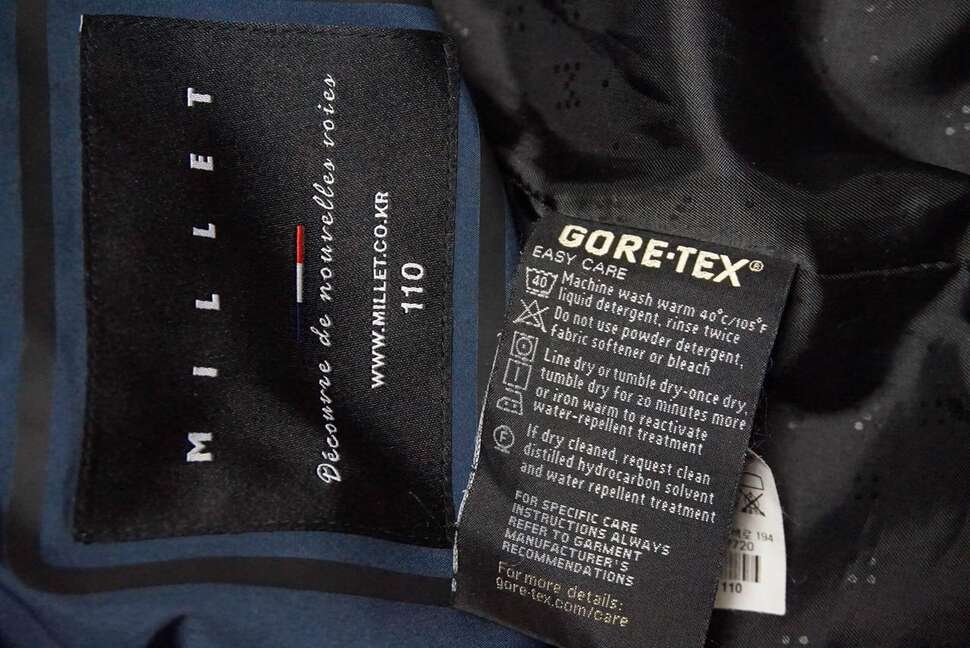 MILLET
Découvre de nouvelles voies
WWW.MILLET.CO.KR
110
GORE-TEX®
EASY CARE
40
Machine wash warm 40°C/105°F
liquid detergent, rinse twice
Do not use powder detergent,
fabric softener or bleach
Line dry or tumble dry-once dry,
tumble dry for 20 minutes more
or iron warm to reactivate
water-repellent treatment
F
If dry cleaned, request clean
distilled hydrocarbon solvent
and water repellent treatment
FOR SPECIFIC CARE
INSTRUCTIONS ALWAYS
REFER TO GARMENT
MANUFACTURER'S
RECOMMENDATIONS
For more details:
gore-tex.com/care
194
720
110